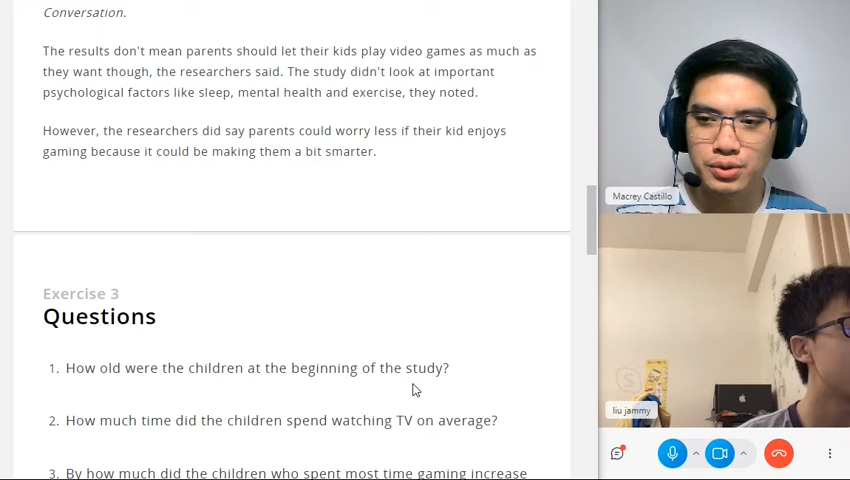 Conversation.
The results don't mean parents should let their kids play video games as much as
they want though, the researchers said. The study didn't look at important
psychological factors like sleep, mental health and exercise, they noted.
However, the researchers did say parents could worry less if their kid enjoys
gaming because it could be making them a bit smarter.
Exercise 3
Questions
1. How old were the children at the beginning of the study?
2. How much time did the children spend watching TV on average?
3. By how much did the children who spent most time gaming increase
Macrey Castillo
liu jammy